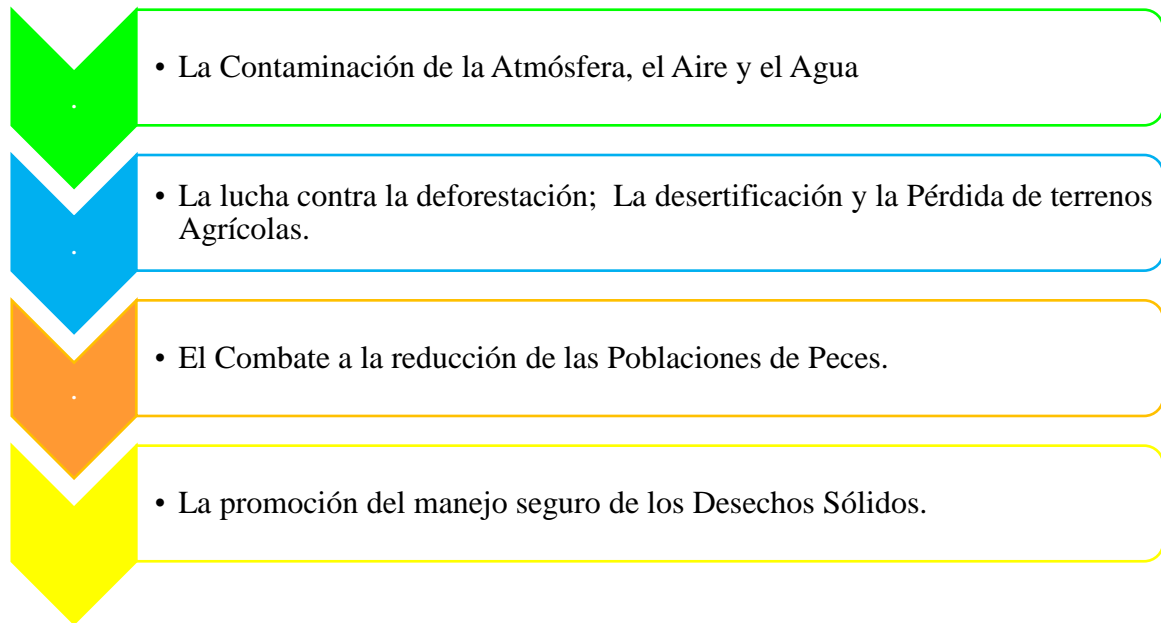 • La Contaminación de la Atmósfera, el Aire y el Agua
• La lucha contra la deforestación; La desertificación y la Pérdida de terrenos
Agrícolas.
• El Combate a la reducción de las Poblaciones de Peces.
• La promoción del manejo seguro de los Desechos Sólidos.